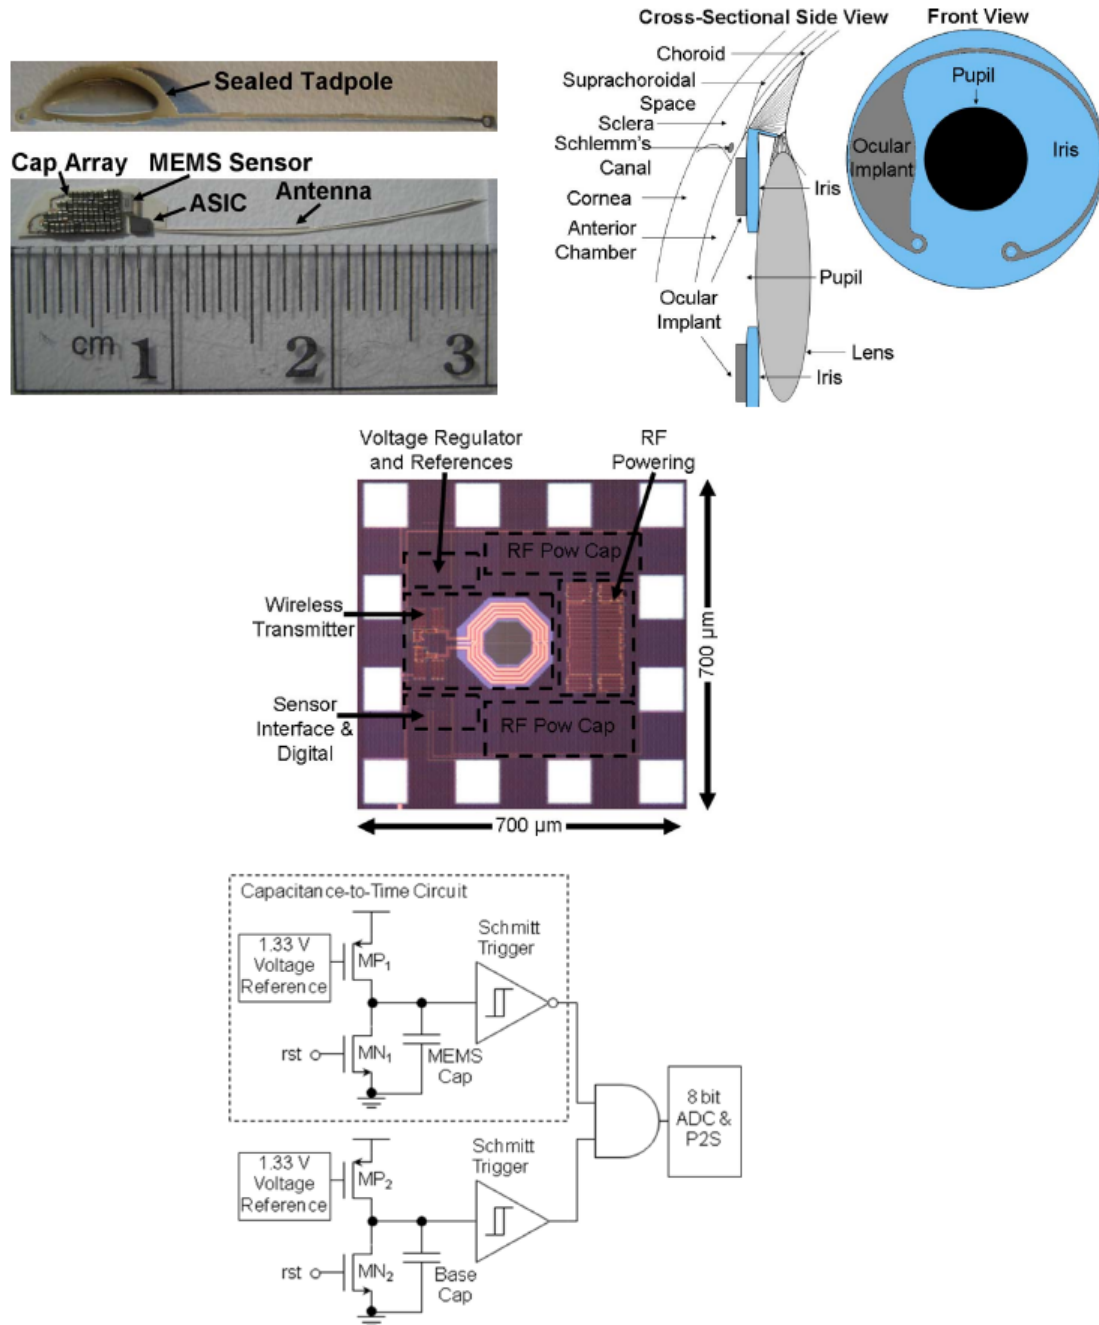 Sealed Tadpole
Cap Array
MEMS Sensor
ASIC
Antenna
cm
1
2
3
Cross-Sectional Side View
Choroid
Suprachoroidal
Space
Sclera
Schlemm's
Canal
Cornea
Anterior
Chamber
Ocular
Implant
Iris
Pupil
Lens
Iris
Front View
Pupil
Ocular
Implant
Iris
Voltage Regulator
and References
RF
Powering
RF Pow Cap
Wireless
Transmitter
Sensor
Interface &
Digital
RF Pow Cap
700 µm
700 µm
Capacitance-to-Time Circuit
1.33 V
Voltage
Reference
MP1
Schmitt
Trigger
rst
MN1
MEMS
Cap
8 bit
ADC &
P2S
1.33 V
Voltage
Reference
MP2
Schmitt
Trigger
rst
MN2
Base
Cap